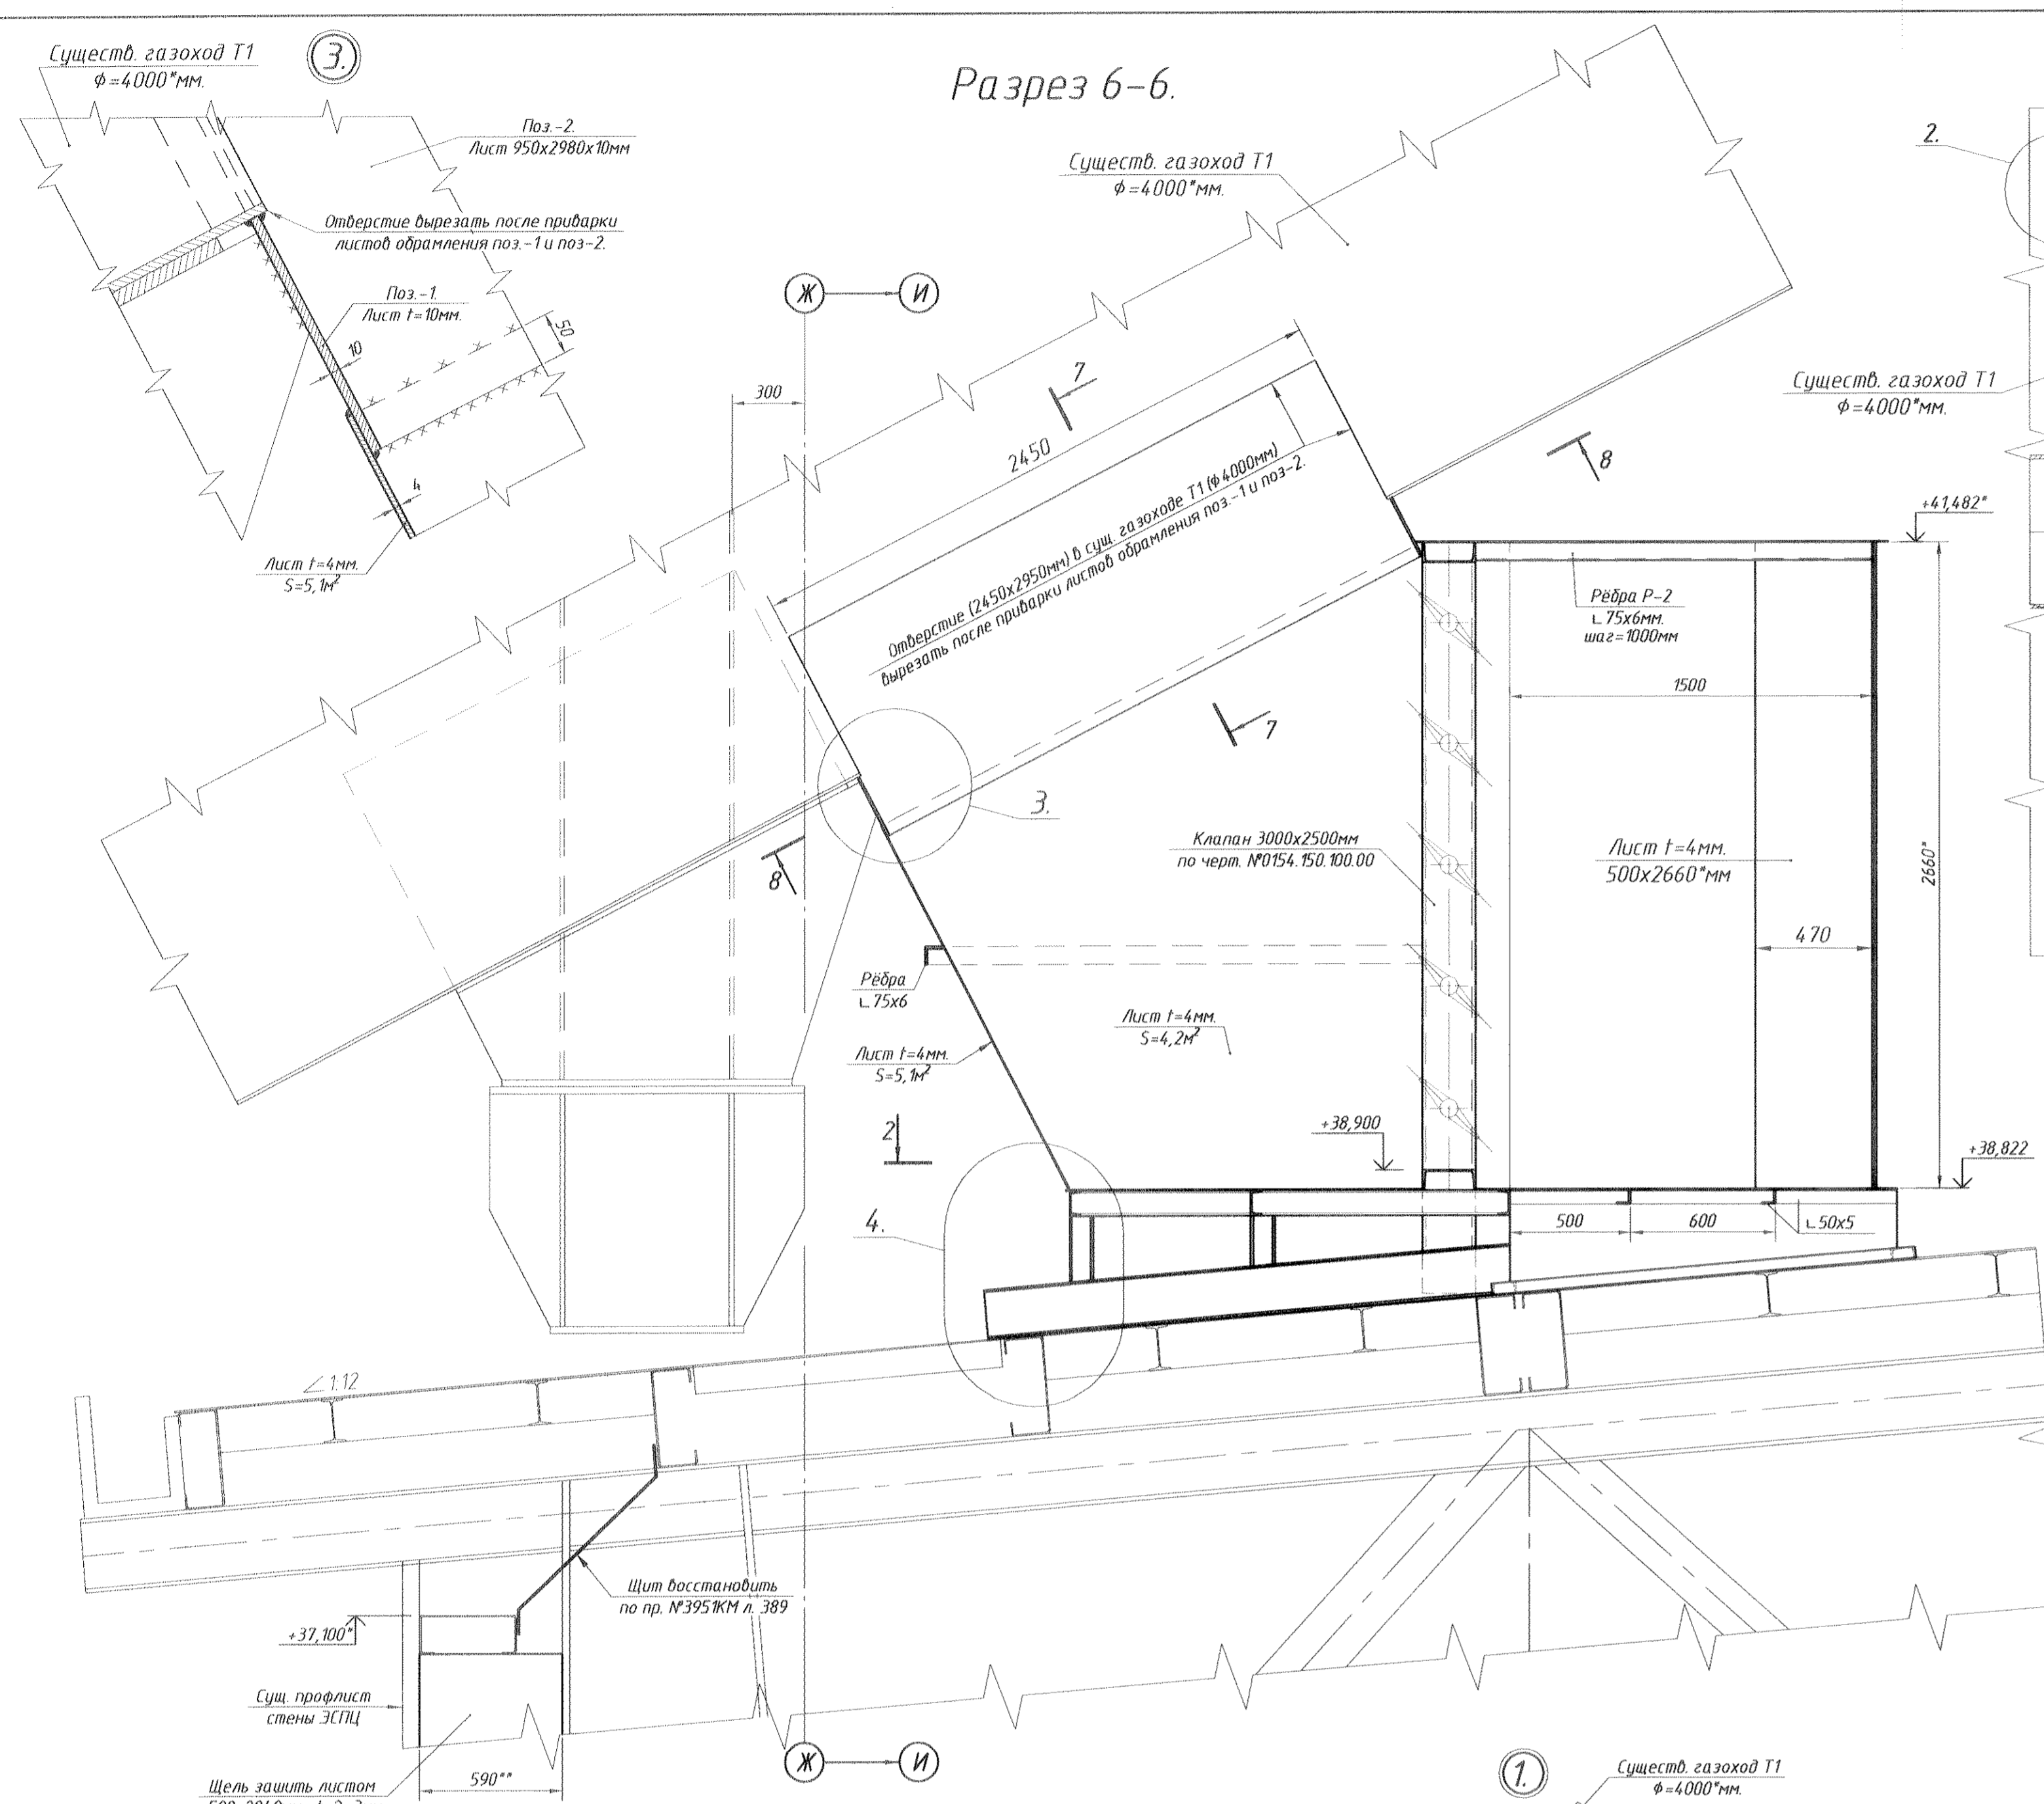 Существ. газоход Т1
ϕ=4000*мм.
3.
Разрез 6-6.
Поз.-2.
Лист 950х2980х10мм
Отверстие вырезать после приварки
листов обрамления поз.-1 и поз-2.
Поз.-1.
Лист t=10мм.
10
50
4
Лист t=4мм.
S=5,1м²
Существ. газоход Т1
ϕ=4000*мм.
2.
Существ. газоход Т1
ϕ=4000*мм.
Ж
И
300
7
2450
Отверстие (2450х2950мм) в сущ. газоходе Т1 (ϕ4000мм)
вырезать после приварки листов обрамления поз.-1 и поз-2.
8
+41,482*
Рёбра Р-2
∟75х6мм.
шаг=1000мм
1500
7
3.
8
Клапан 3000х2500мм
по черт. №0154.150.100.00
Лист t=4мм.
500х2660*мм
2660*
470
Рёбра
∟75х6
Лист t=4мм.
S=4,2м²
Лист t=4мм.
S=5,1м²
2
+38,900
+38,822
4.
500
600
∟50х5
∠1:12
Щит восстановить
по пр. №3951КМ л. 389
+37,100*
Сущ. профлист
стены ЭСПЦ
Ж
И
590**
Щель зашить листом
1.
Существ. газоход Т1
ϕ=4000*мм.